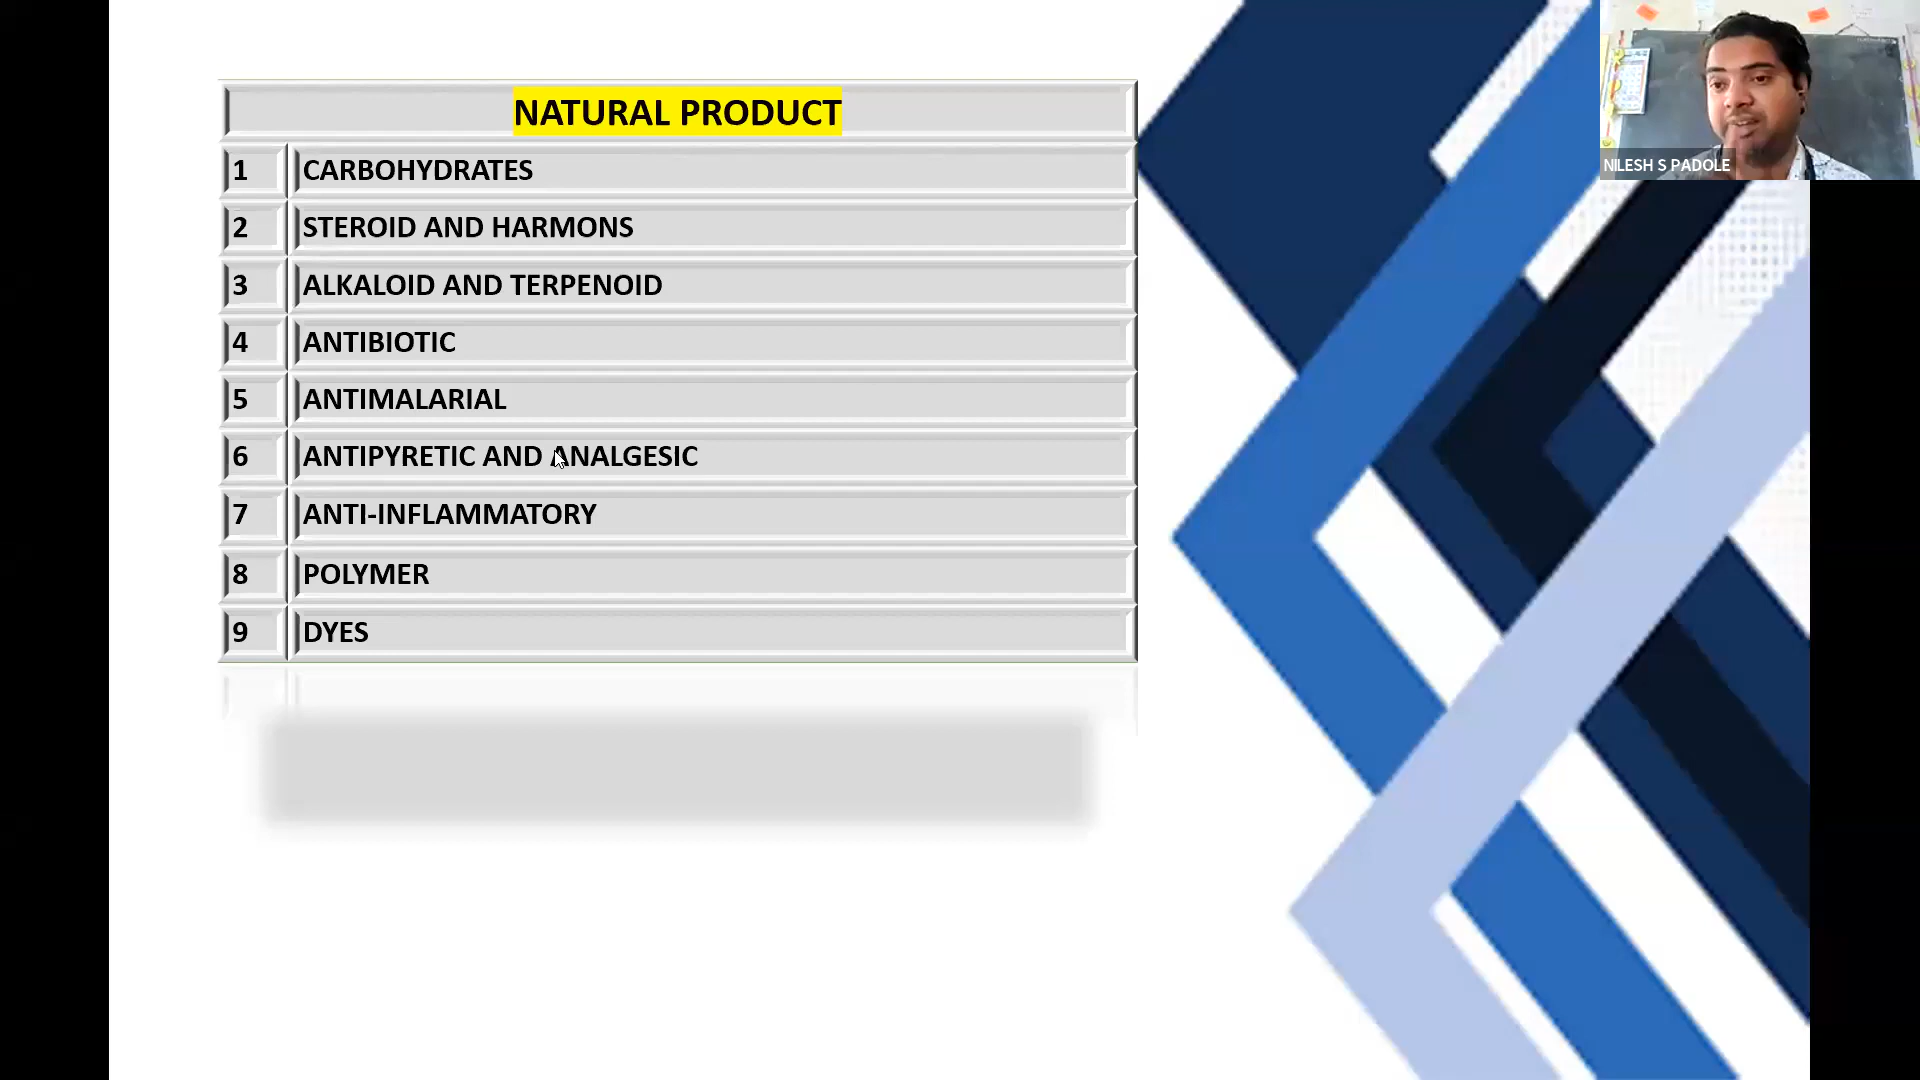 NATURAL PRODUCT
1 CARBOHYDRATES
2 STEROID AND HARMONS
3 ALKALOID AND TERPENOID
4 ANTIBIOTIC
5 ANTIMALARIAL
6 ANTIPYRETIC AND ANALGESIC
7 ANTI-INFLAMMATORY
8 POLYMER
9 DYES
NILESH S PADOLE